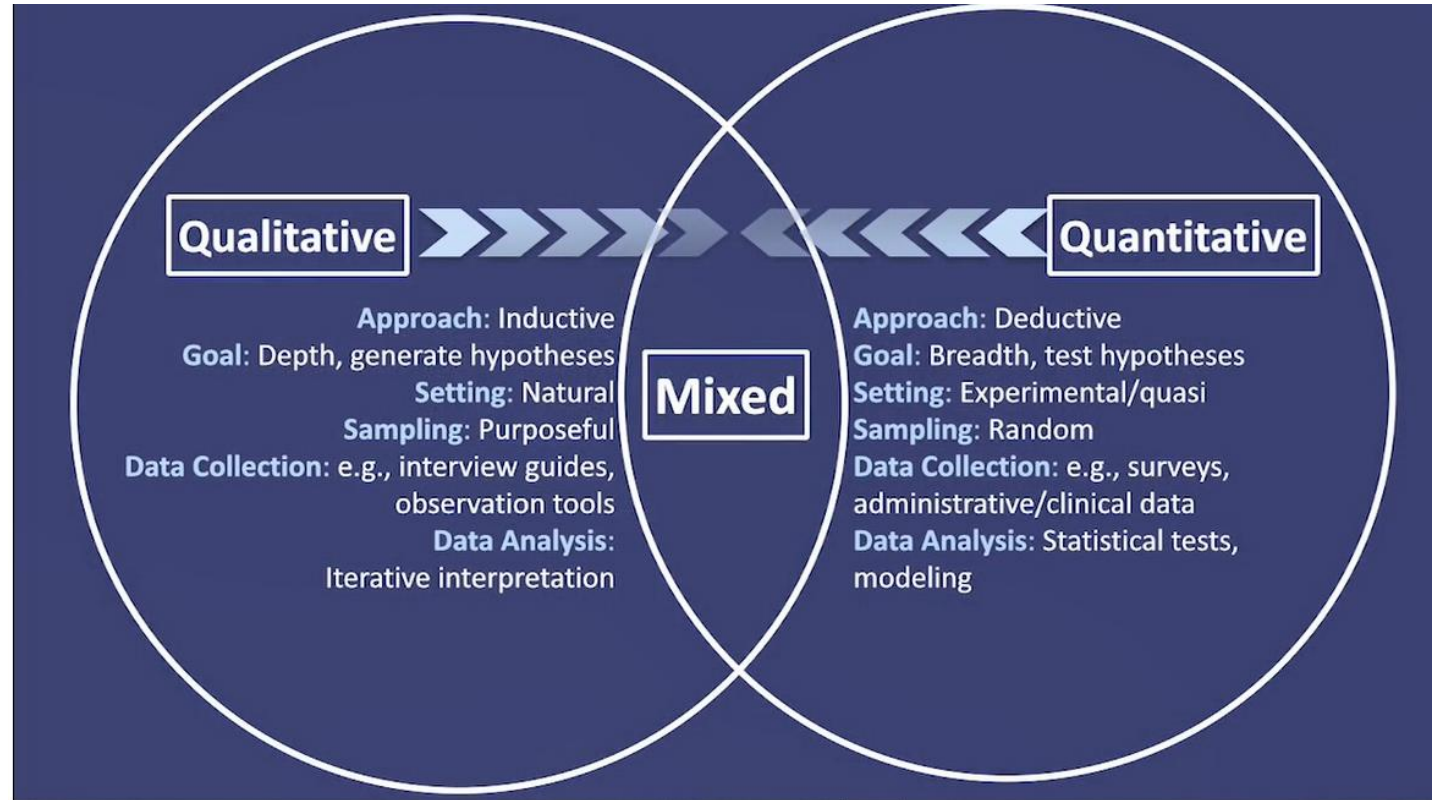 Qualitative
Approach: Inductive
Goal: Depth, generate hypotheses
Setting: Natural
Sampling: Purposeful
Data Collection: e.g., interview guides,
observation tools
Data Analysis:
Iterative interpretation
Mixed
Quantitative
Approach: Deductive
Goal: Breadth, test hypotheses
Setting: Experimental/quasi
Sampling: Random
Data Collection: e.g., surveys,
administrative/clinical data
Data Analysis: Statistical tests,
modeling